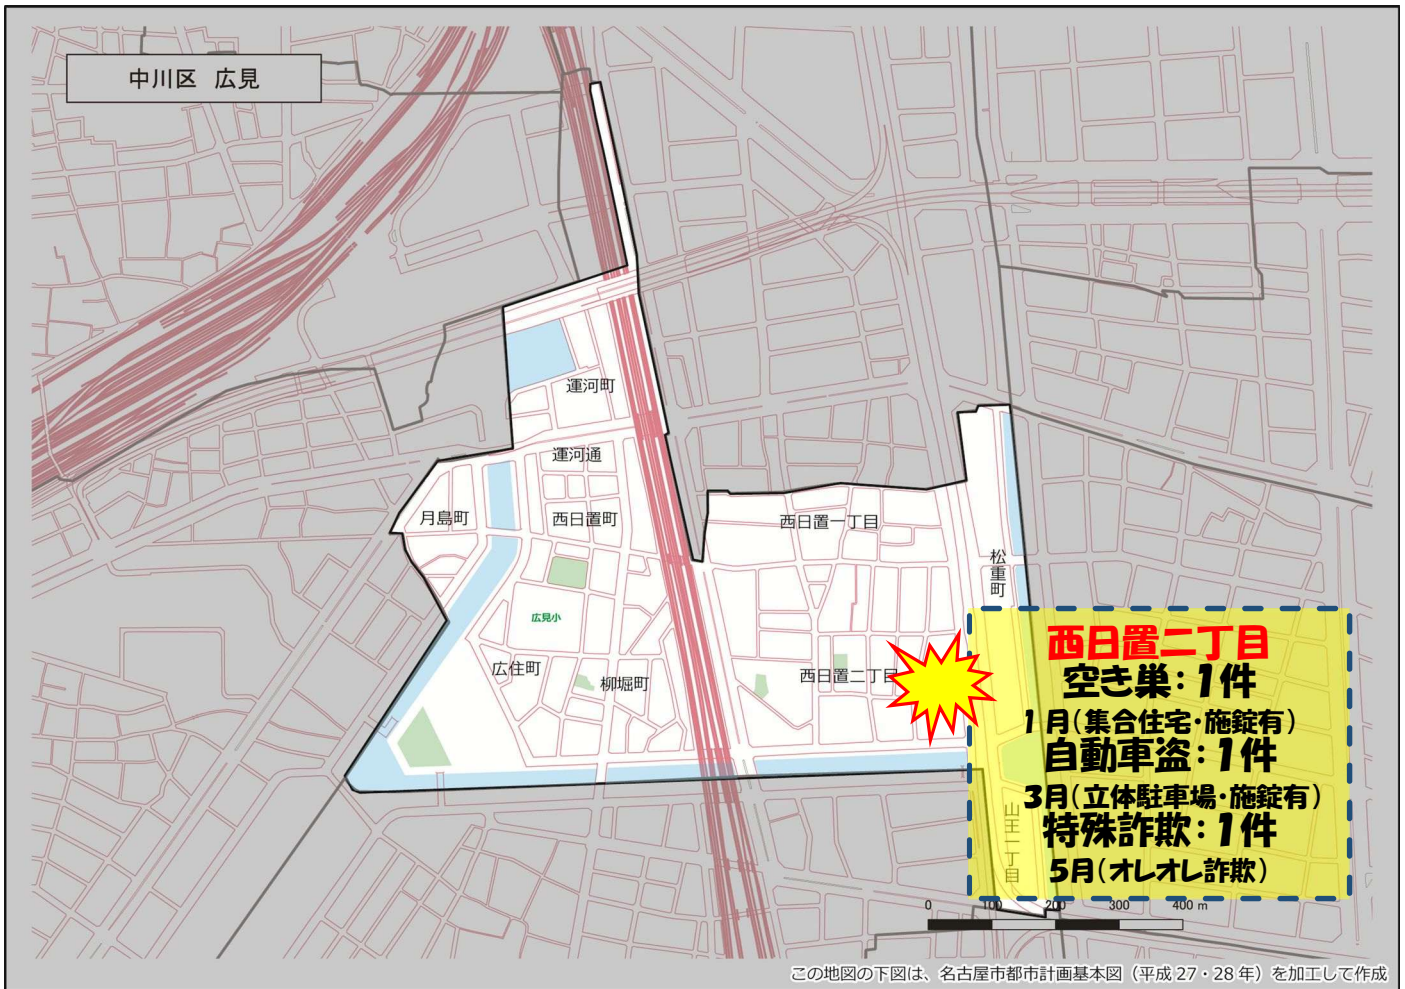 中川区 広見
運河町
運河通
月島町
西日置町
西日置一丁目
松重町
広見小
広住町
柳堀町
西日置二丁目
西日置二丁目
空き巣:1件
1月(集合住宅・施錠有)
自動車盗:1件
3月(立体駐車場・施錠有)
特殊詐欺:1件
5月(オレオレ詐欺)
山王一丁目
0 100 200 300 400 m
この地図の下図は、名古屋市都市計画基本図(平成27・28年)を加工して作成